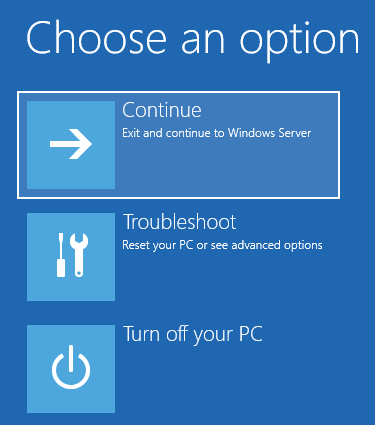 Choose an option
Continue
Exit and continue to Windows Server
Troubleshoot
Reset your PC or see advanced options
Turn off your PC